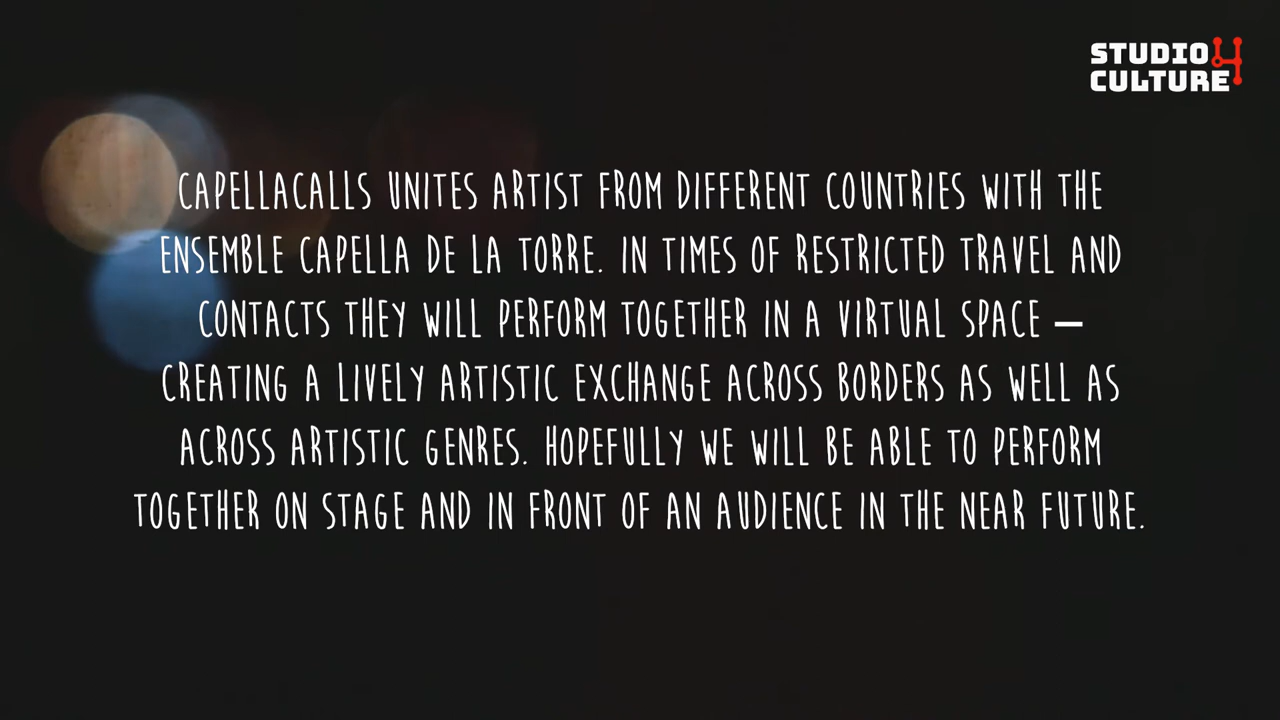 STUDIO4
CULTURE
CAPELLACALLS UNITES ARTIST FROM DIFFERENT COUNTRIES WITH THE
ENSEMBLE CAPELLA DE LA TORRE. IN TIMES OF RESTRICTED TRAVEL AND
CONTACTS THEY WILL PERFORM TOGETHER IN A VIRTUAL SPACE –
CREATING A LIVELY ARTISTIC EXCHANGE ACROSS BORDERS AS WELL AS
ACROSS ARTISTIC GENRES. HOPEFULLY WE WILL BE ABLE TO PERFORM
TOGETHER ON STAGE AND IN FRONT OF AN AUDIENCE IN THE NEAR FUTURE.